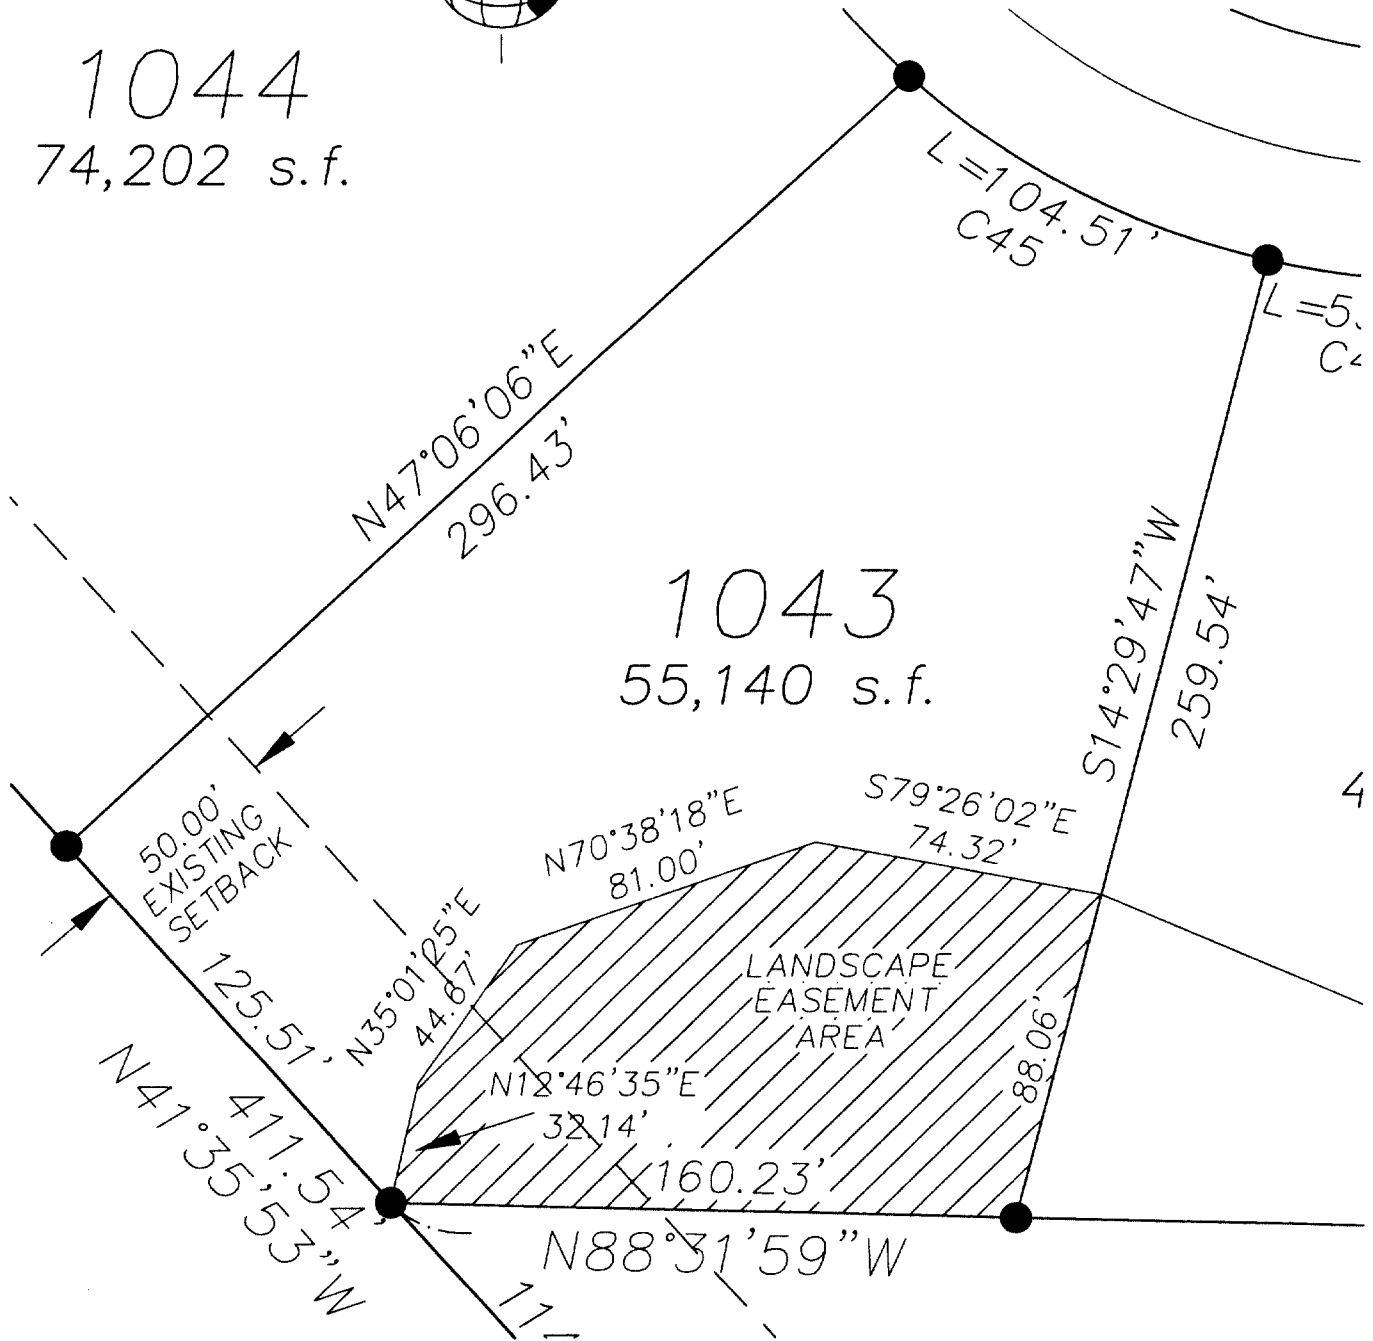 1044
74,202 s.f.
L=104.51'
C45
N47°06'06"E
296.43'
1043
55,140 s.f.
S14°29'47"W
259.54'
50.00'
EXISTING
SETBACK
N70°38'18"E
81.00'
S79°26'02"E
74.32'
N35°01'25"E
44.67'
LANDSCAPE
EASEMENT
AREA
88.06'
N12°46'35"E
32.14'
125.51'
411.54'
N41°35'53"W
160.23'
N88°31'59"W